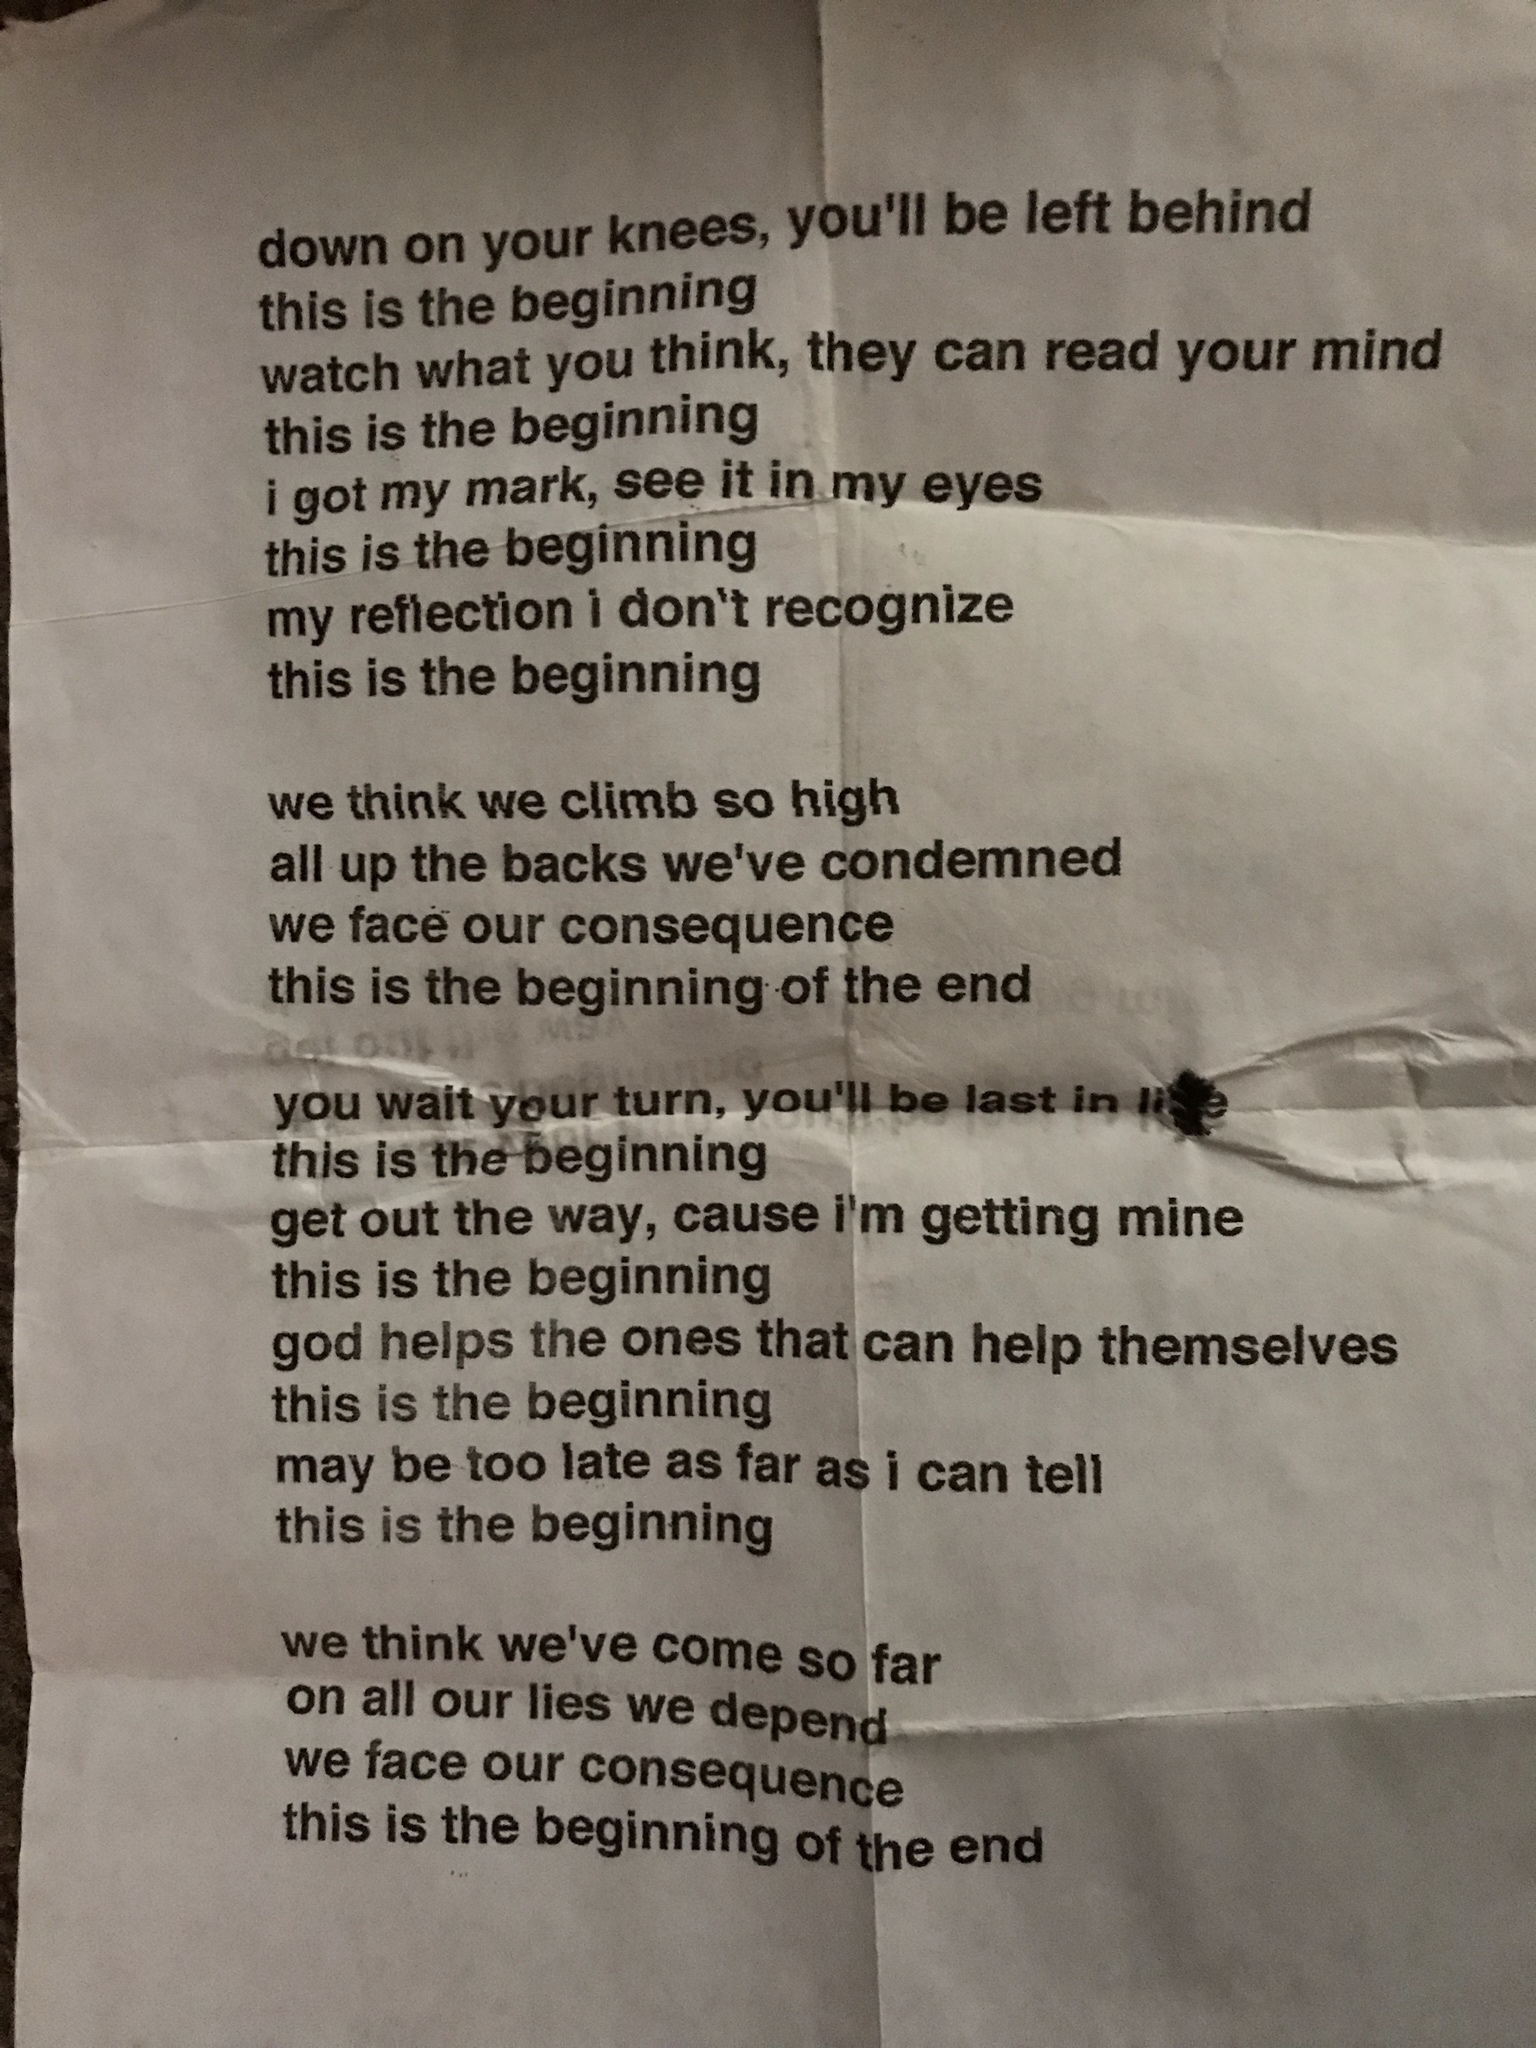 down on your knees, you'll be left behind
this is the beginning
watch what you think, they can read your mind
this is the beginning
i got my mark, see it in my eyes
this is the beginning
my reflection i don't recognize
this is the beginning
we think we climb so high
all up the backs we've condemned
we face our consequence
this is the beginning of the end
you wait your turn, you'll be last in
this is the beginning
get out the way, cause i'm getting mine
this is the beginning
god helps the ones that can help themselves
this is the beginning
may be too late as far as i can tell
this is the beginning
we think we've come so far
on all our lies we depend
we face our consequence
this is the beginning of the end